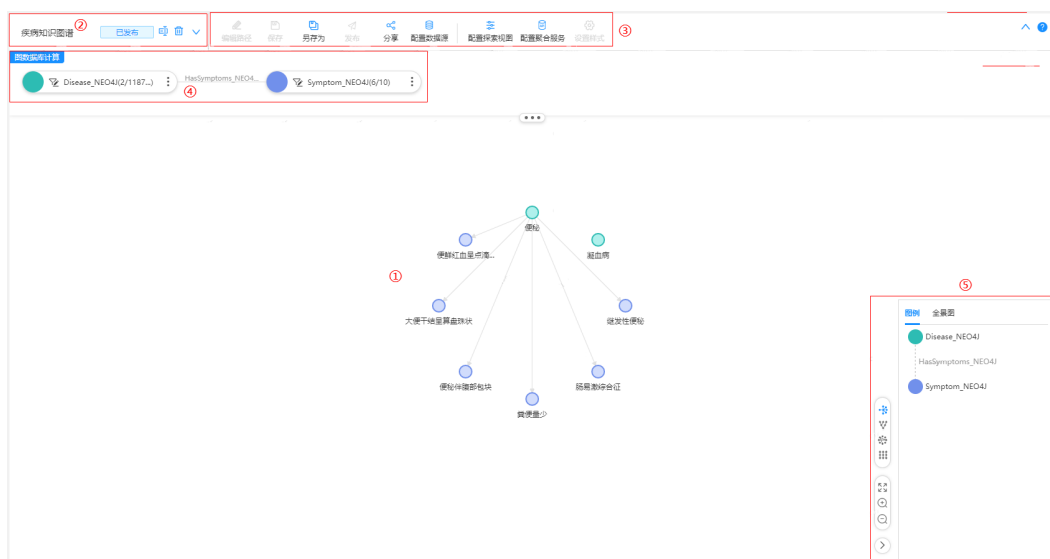 疾病知识图谱
②
已发布
编辑路径
保存
另存为
发布
分享
配置数据源
配置探索视图
配置聚合服务
设置样式
③
图数据库计算
Disease_NEO4J(2/1187...)
HasSymptoms_NEO4...
Symptom_NEO4J(6/10)
④
便秘
便鲜红血呈点滴...
凝血病
①
大便干结呈算盘珠状
继发性便秘
便秘伴腹部包块
肠易激综合征
粪便量少
⑤
图例
全景图
Disease_NEO4J
HasSymptoms_NEO4J
Symptom_NEO4J